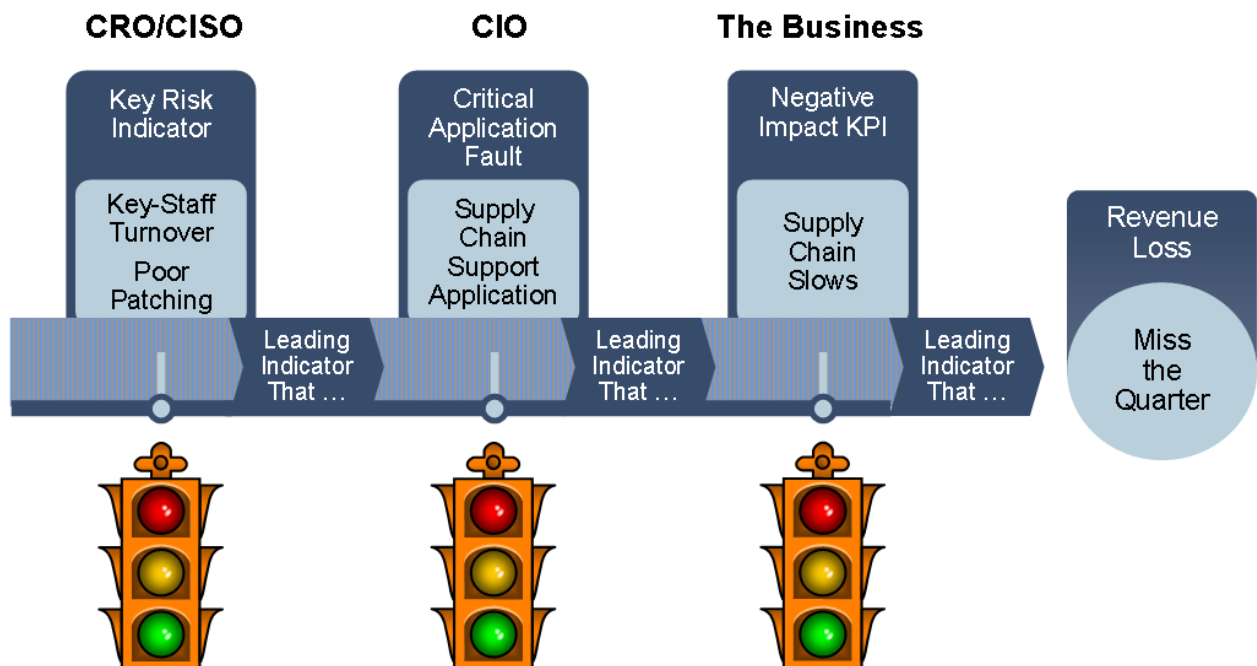 CRO/CISO
CIO
The Business
Key Risk
Indicator
Key-Staff
Turnover
Poor
Patching
Critical
Application
Fault
Supply
Chain
Support
Application
Negative
Impact KPI
Supply
Chain
Slows
Revenue
Loss
Miss
the
Quarter
Leading
Indicator
That ...
Leading
Indicator
That ...
Leading
Indicator
That ...